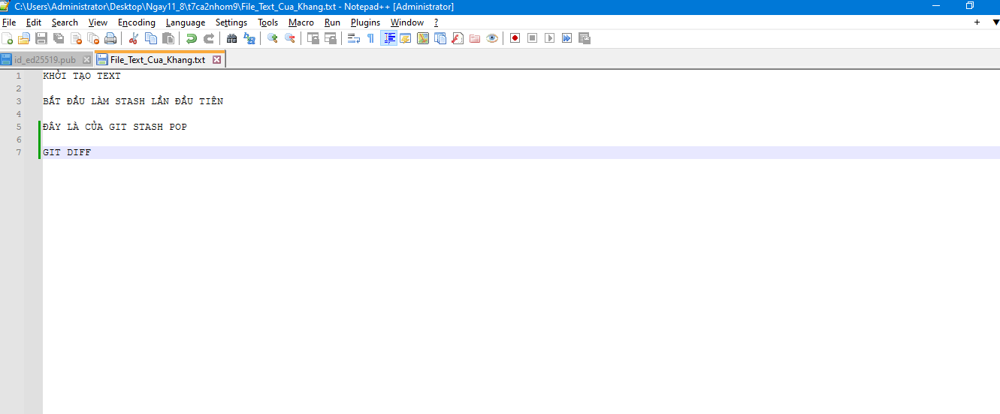 C:\Users\Administrator\Desktop\Ngay11_8\t7ca2nhom9\File_Text_Cua_Khang.txt - Notepad++ [Administrator]
File Edit Search View Encoding Language Settings Tools Macro Run Plugins Window ?
id_ed25519.pub File_Text_Cua_Khang.txt
1 KHỞI TẠO TEXT
2
3 BẮT ĐẦU LÀM STASH LẦN ĐẦU TIÊN
4
5 ĐÂY LÀ CỦA GIT STASH POP
6
7 GIT DIFF